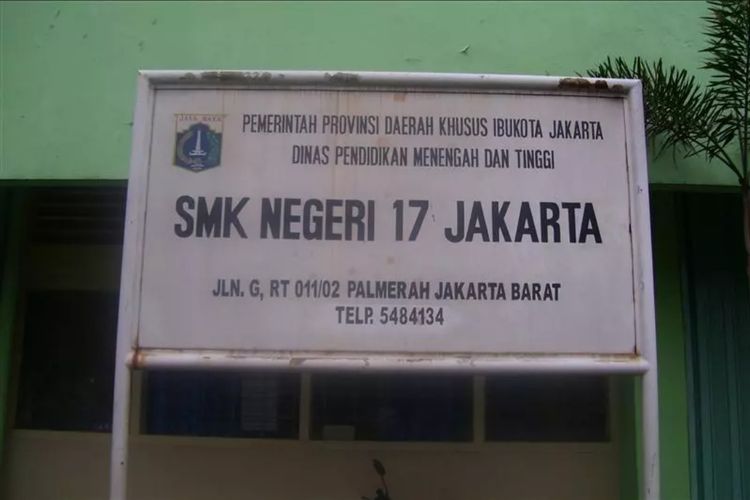 JAYA RAYA
PEMERINTAH PROVINSI DAERAH KHUSUS IBUKOTA JAKARTA
DINAS PENDIDIKAN MENENGAH DAN TINGGI
SMK NEGERI 17 JAKARTA
JLN. G, RT 011/02 PALMERAH JAKARTA BARAT
TELP. 5484134